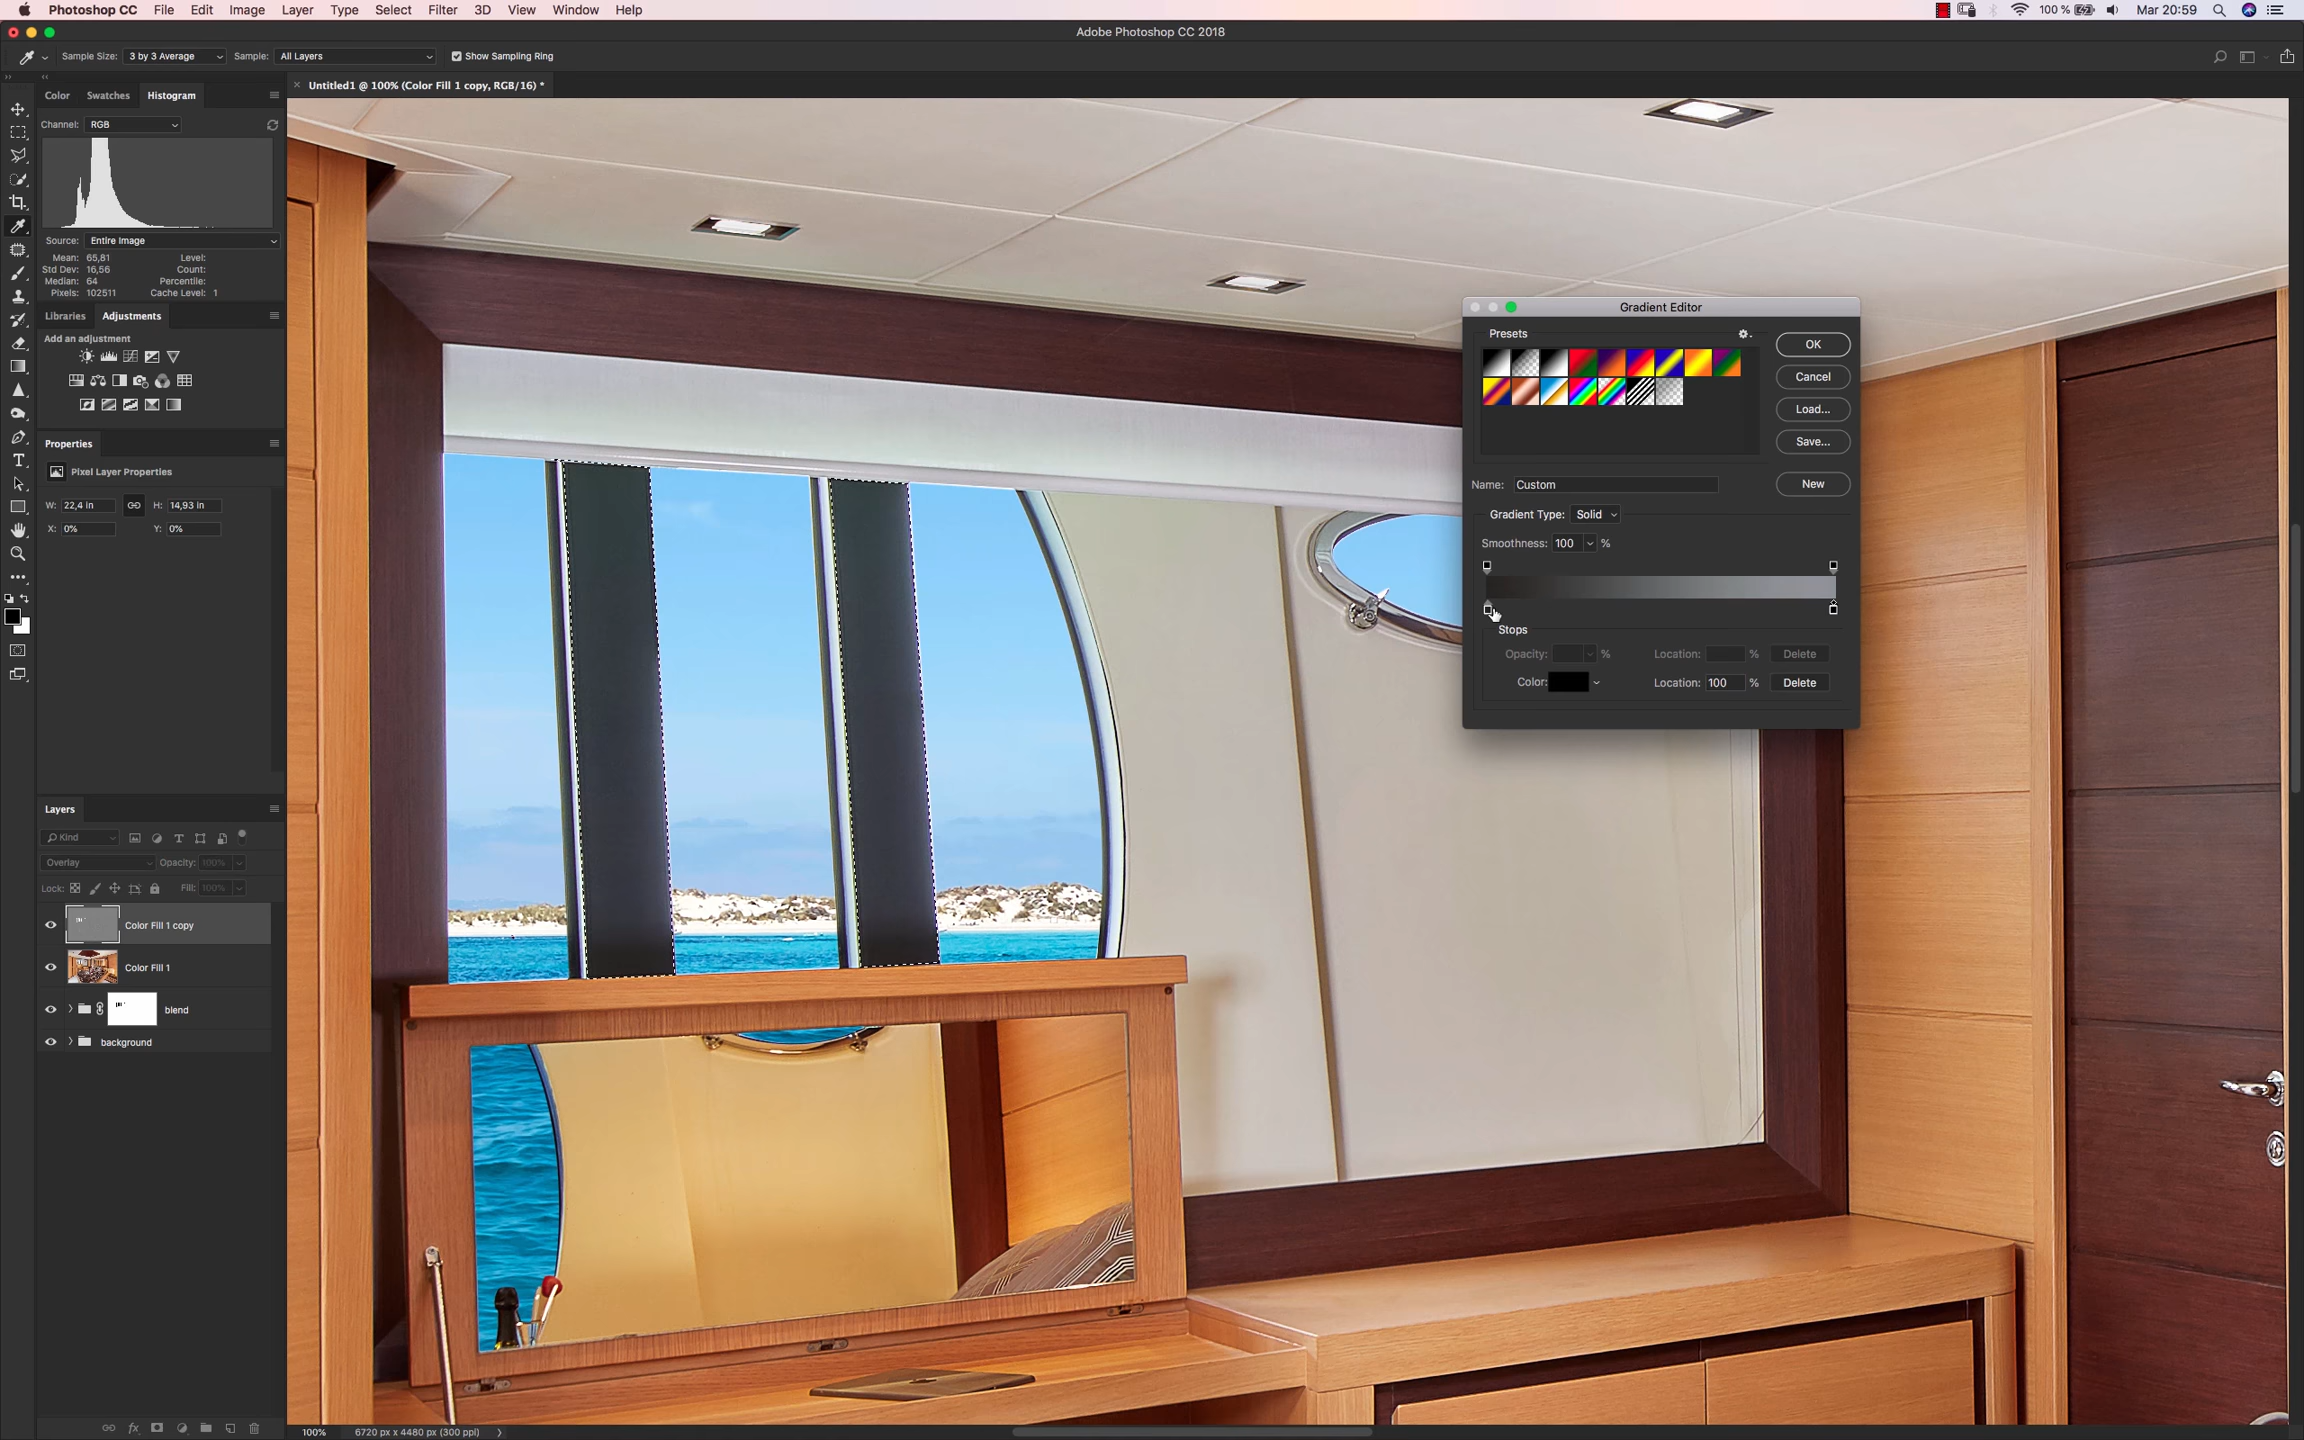 Photoshop CC File Edit Image Layer Type Select Filter 3D View Window Help
100 % Mar 20:59
Adobe Photoshop CC 2018
Sample Size: 3 by 3 Average Sample: All Layers Show Sampling Ring
Untitled1 @ 100% (Color Fill 1 copy, RGB/16) *
Color Swatches Histogram
Channel: RGB
Source: Entire Image
Mean: 65,81 Level:
Std Dev: 16,56 Count:
Median: 64 Percentile:
Pixels: 102511 Cache Level: 1
Libraries Adjustments
Add an adjustment
Properties
Pixel Layer Properties
W: 22,4 in H: 14,93 in
X: 0% Y: 0%
Layers
Kind
Overlay Opacity: 100%
Lock: Fill: 100%
Color Fill 1 copy
Color Fill 1
blend
background
Gradient Editor
Presets
OK
Cancel
Load...
Save...
Name: Custom
New
Gradient Type: Solid
Smoothness: 100 %
Stops
Opacity: % Location: % Delete
Color: Location: 100 % Delete
100% 6720 px x 4480 px (300 ppi)